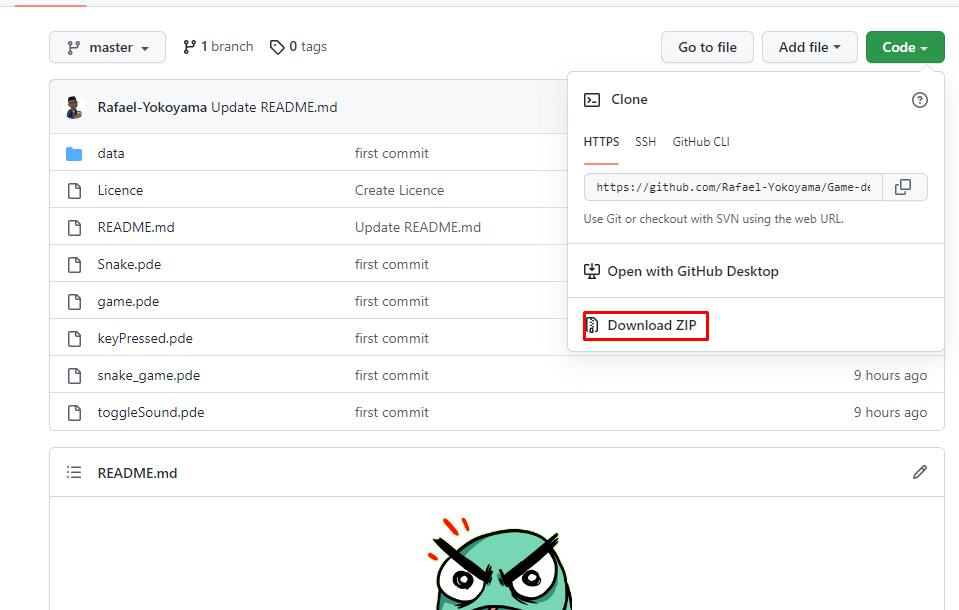 master 1 branch 0 tags Go to file Add file Code
Rafael-Yokoyama Update README.md
Clone
HTTPS SSH GitHub CLI
https://github.com/Rafael-Yokoyama/Game-de
Use Git or checkout with SVN using the web URL.
Open with GitHub Desktop
Download ZIP
data first commit
Licence Create Licence
README.md Update README.md
Snake.pde first commit
game.pde first commit
keyPressed.pde first commit
snake_game.pde first commit 9 hours ago
toggleSound.pde first commit 9 hours ago
README.md